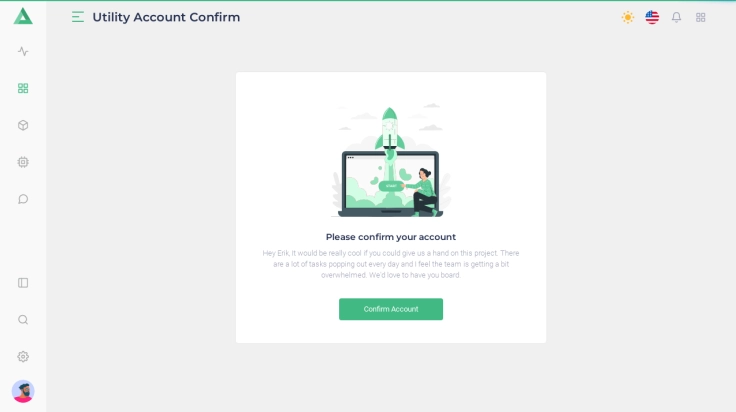 Utility Account Confirm
Please confirm your account
Hey Erik, It would be really cool if you could give us a hand on this project. There
are a lot of tasks popping out every day and I feel the team is getting a bit
overwhelmed. We'd love to have you board.
Confirm Account